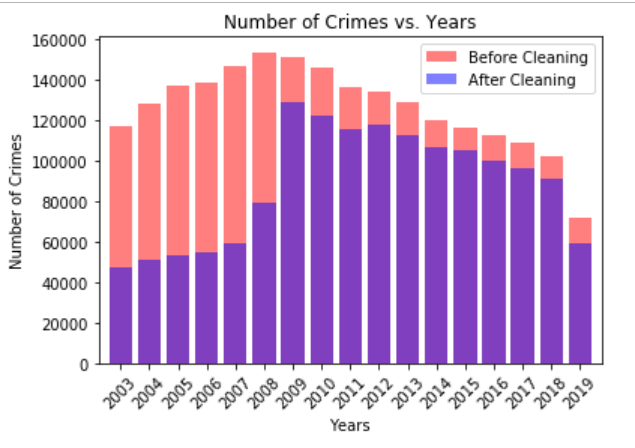 Number of Crimes vs. Years
Before Cleaning
After Cleaning
Number of Crimes
160000
140000
120000
100000
80000
60000
40000
20000
0
2003 2004 2005 2006 2007 2008 2009 2010 2011 2012 2013 2014 2015 2016 2017 2018 2019
Years